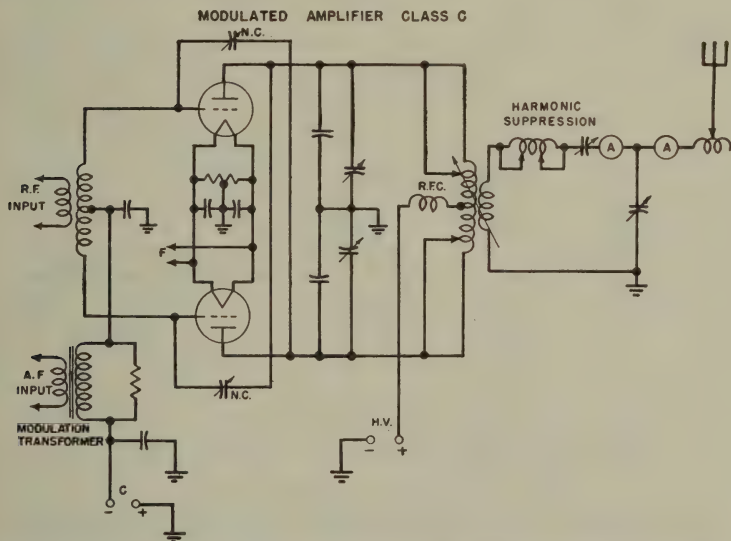 MODULATED AMPLIFIER CLASS C
N.C.
HARMONIC
SUPPRESSION
A
A
R.F.
INPUT
R.F.C.
F
A.F
INPUT
N.C.
MODULATION
TRANSFORMER
H.V.
- +
C
- +